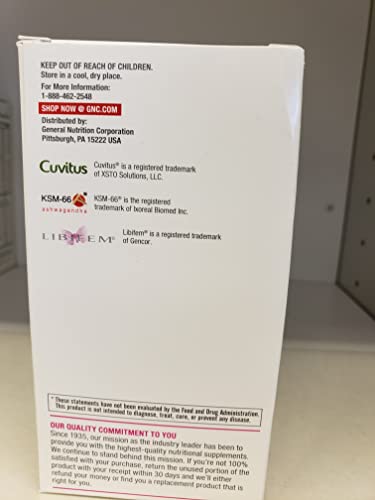 KEEP OUT OF REACH OF CHILDREN.
Store in a cool, dry place.
For More Information:
1-888-462-2548
SHOP NOW @ GNC.COM
Distributed by:
General Nutrition Corporation
Pittsburgh, PA 15222 USA
Cuvitus
Cuvitus® is a registered trademark
of XSTO Solutions, LLC.
KSM-66
ashwagandha
KSM-66® is the registered
trademark of Ixoreal Biomed Inc.
LIBIFEM®
Libifem® is a registered trademark
of Gencor.
* These statements have not been evaluated by the Food and Drug Administration.
This product is not intended to diagnose, treat, cure, or prevent any disease.
OUR QUALITY COMMITMENT TO YOU
Since 1935, our mission as the industry leader has been to
provide you with the highest-quality nutritional supplements.
We continue to stand behind this mission. If you're not 100%
satisfied with your purchase, return the unused portion of the
product with your receipt within 30 days and we'll either
refund your money or find you a replacement product that is
right for you.